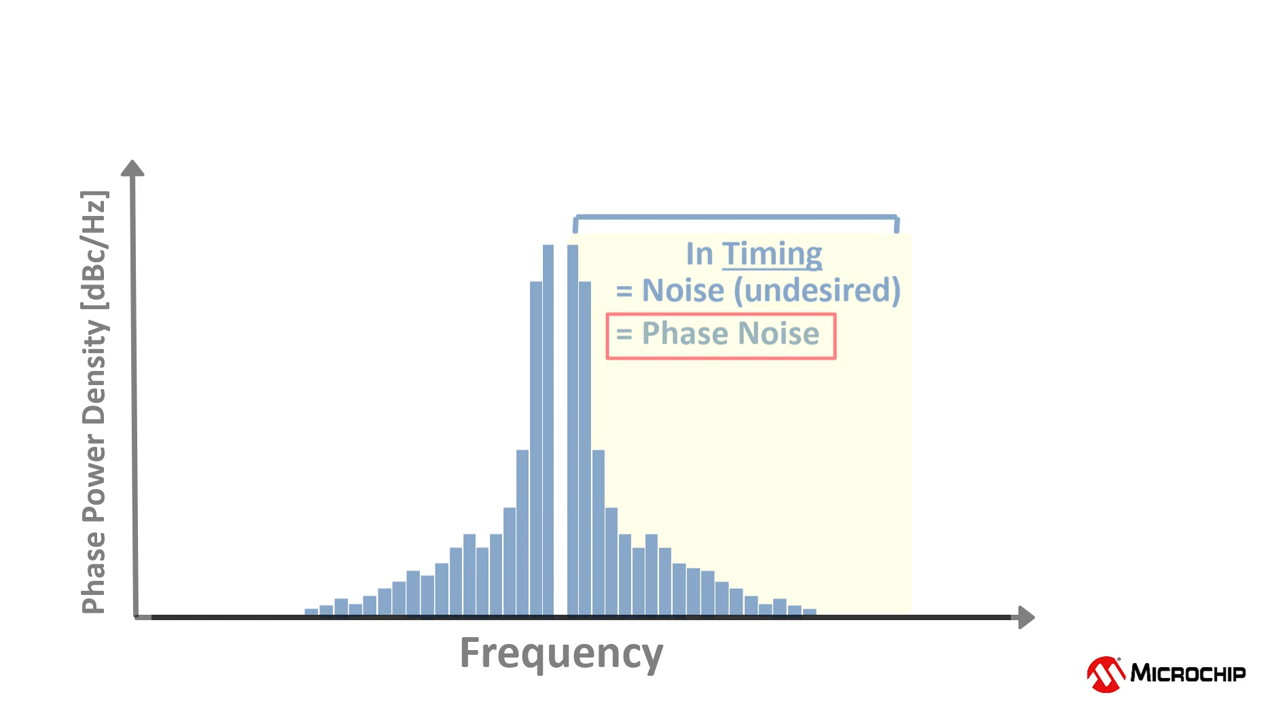 Phase Power Density [dBc/Hz]
In Timing
= Noise (undesired)
= Phase Noise
Frequency
MICROCHIP